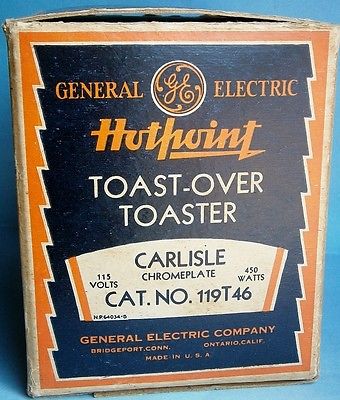 GENERAL GE ELECTRIC
Hotpoint
TOAST-OVER
TOASTER
CARLISLE
CHROMEPLATE
115 VOLTS
450 WATTS
CAT. NO. 119T46
N.P.64034-B
GENERAL ELECTRIC COMPANY
BRIDGEPORT, CONN. ONTARIO, CALIF.
MADE IN U. S. A